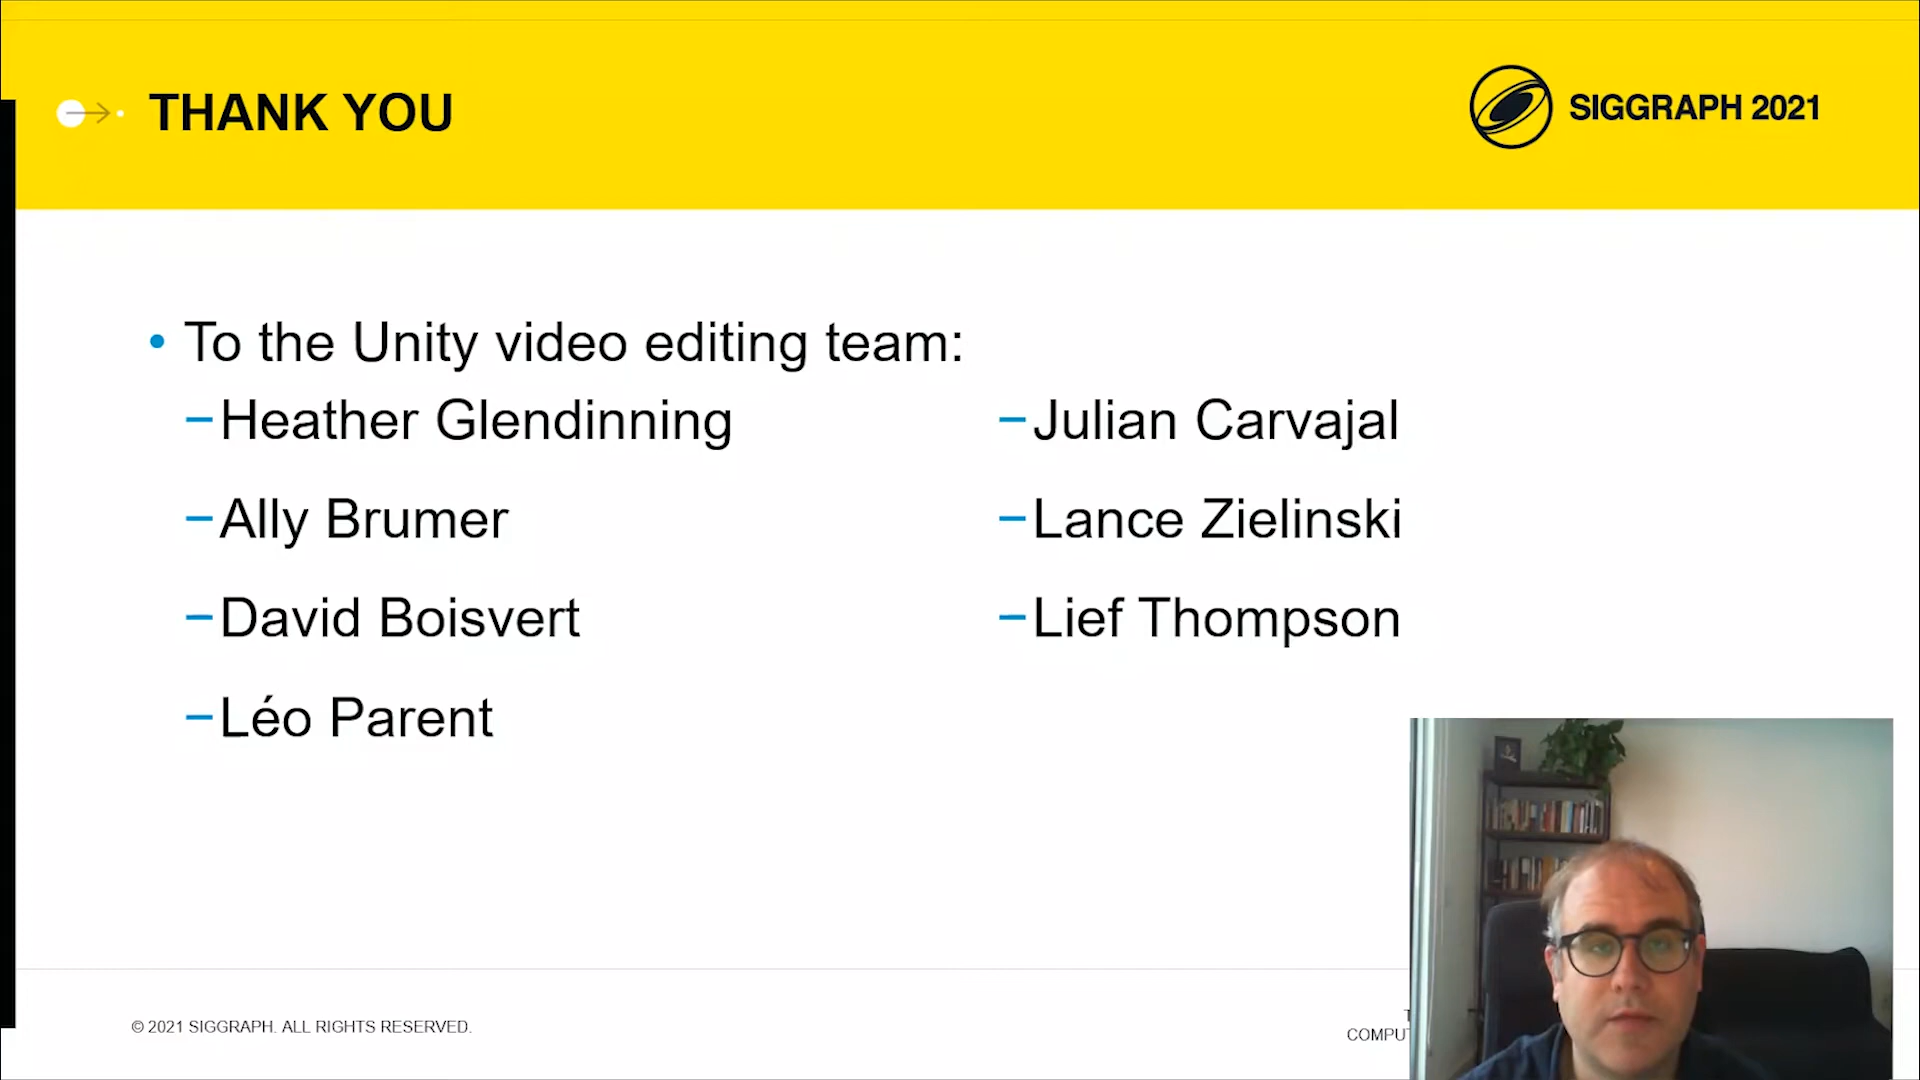 THANK YOU
SIGGRAPH 2021
• To the Unity video editing team:
–Heather Glendinning
–Ally Brumer
–David Boisvert
–Léo Parent
–Julian Carvajal
–Lance Zielinski
–Lief Thompson
© 2021 SIGGRAPH. ALL RIGHTS RESERVED.